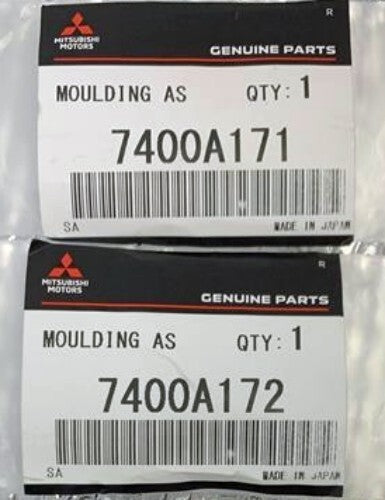 R
MITSUBISHI
MOTORS
GENUINE PARTS
MOULDING AS QTY: 1
7400A171
SA MADE IN JAPAN
R
MITSUBISHI
MOTORS
GENUINE PARTS
MOULDING AS QTY: 1
7400A172
SA MADE IN JAPAN